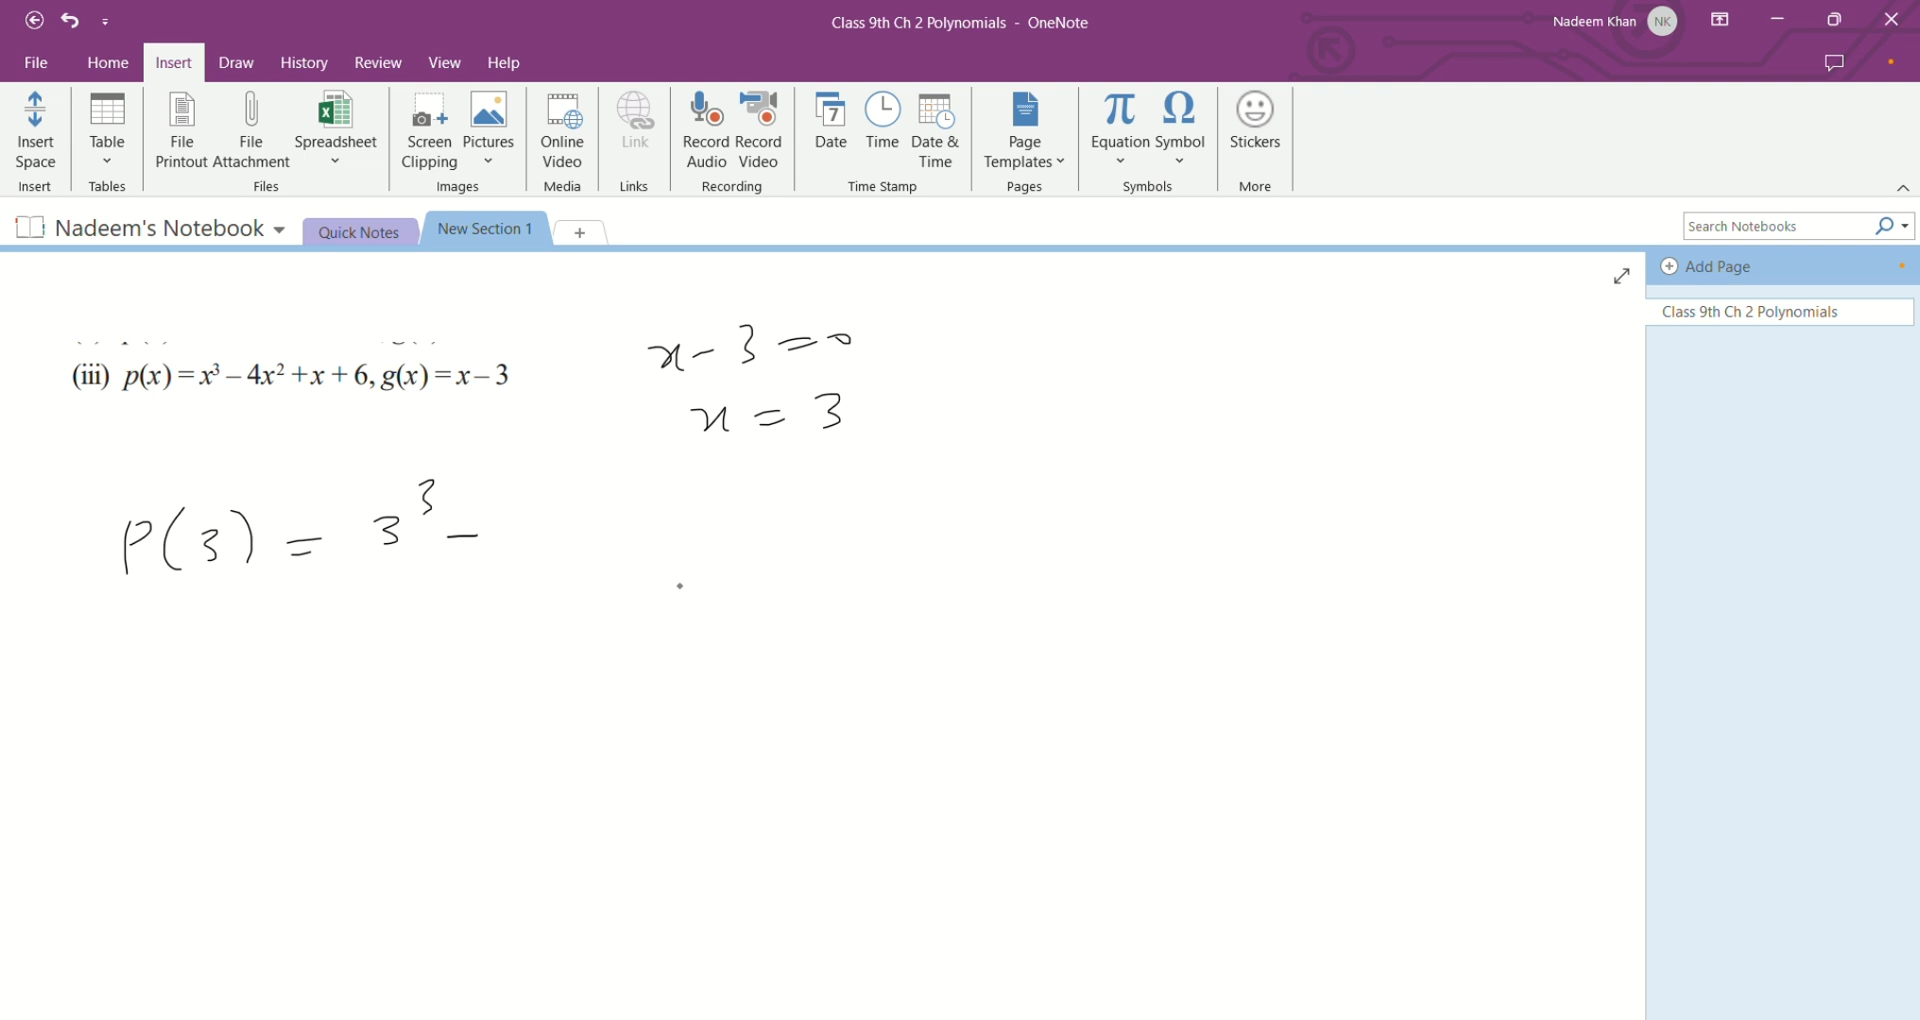 Class 9th Ch 2 Polynomials - OneNote
Nadeem Khan NK
File Home Insert Draw History Review View Help
Insert Space
Table
File Printout
File Attachment
Spreadsheet
Screen Clipping
Pictures
Online Video
Link
Record Audio
Record Video
Date
Time
Date & Time
Page Templates
π Equation
Ω Symbol
Stickers
Insert Tables Files Images Media Links Recording Time Stamp Pages Symbols More
Nadeem's Notebook Quick Notes New Section 1 +
Search Notebooks
Add Page
Class 9th Ch 2 Polynomials
x - 3 = 0
(iii) p(x) = x³ – 4x² + x + 6, g(x) = x – 3
x = 3
P(3) = 3³ -